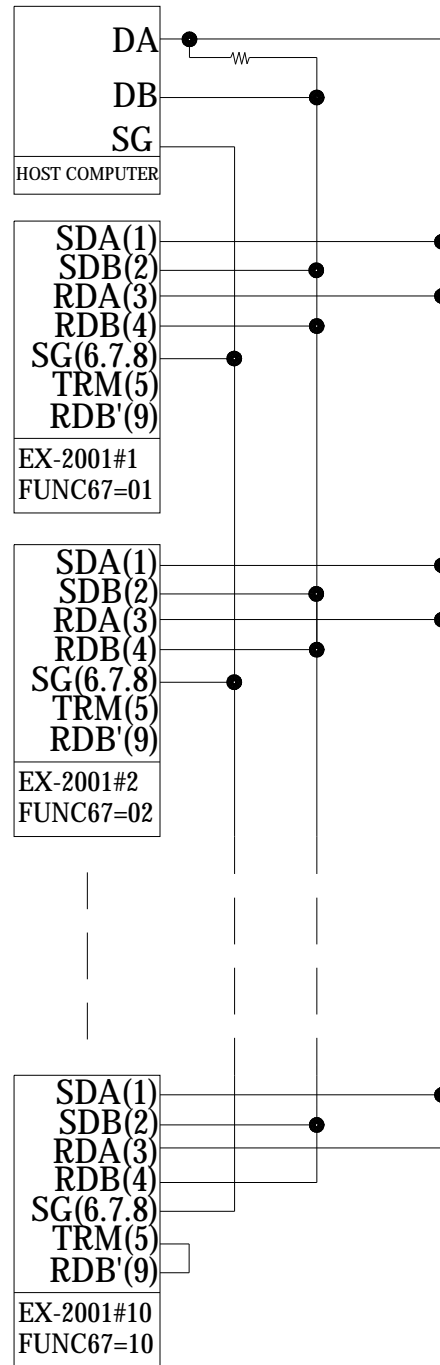 DA
DB
SG
HOST COMPUTER
SDA(1)
SDB(2)
RDA(3)
RDB(4)
SG(6.7.8)
TRM(5)
RDB'(9)
EX-2001#1
FUNC67=01
SDA(1)
SDB(2)
RDA(3)
RDB(4)
SG(6.7.8)
TRM(5)
RDB'(9)
EX-2001#2
FUNC67=02
SDA(1)
SDB(2)
RDA(3)
RDB(4)
SG(6.7.8)
TRM(5)
RDB'(9)
EX-2001#10
FUNC67=10